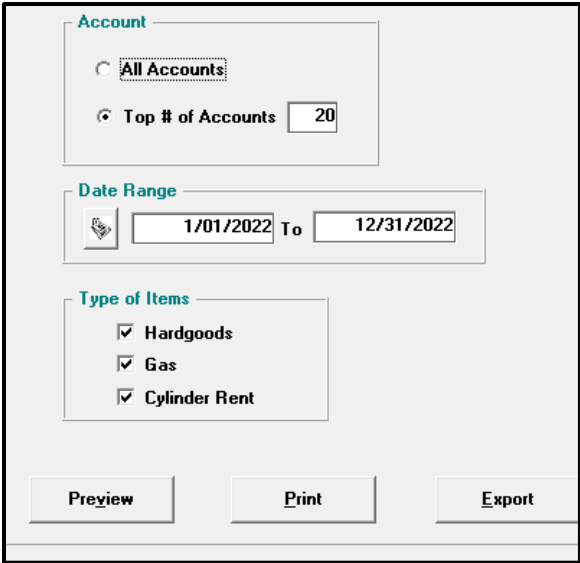 Account
All Accounts
Top # of Accounts 20
Date Range
1/01/2022 To 12/31/2022
Type of Items
Hardgoods
Gas
Cylinder Rent
Preview Print Export